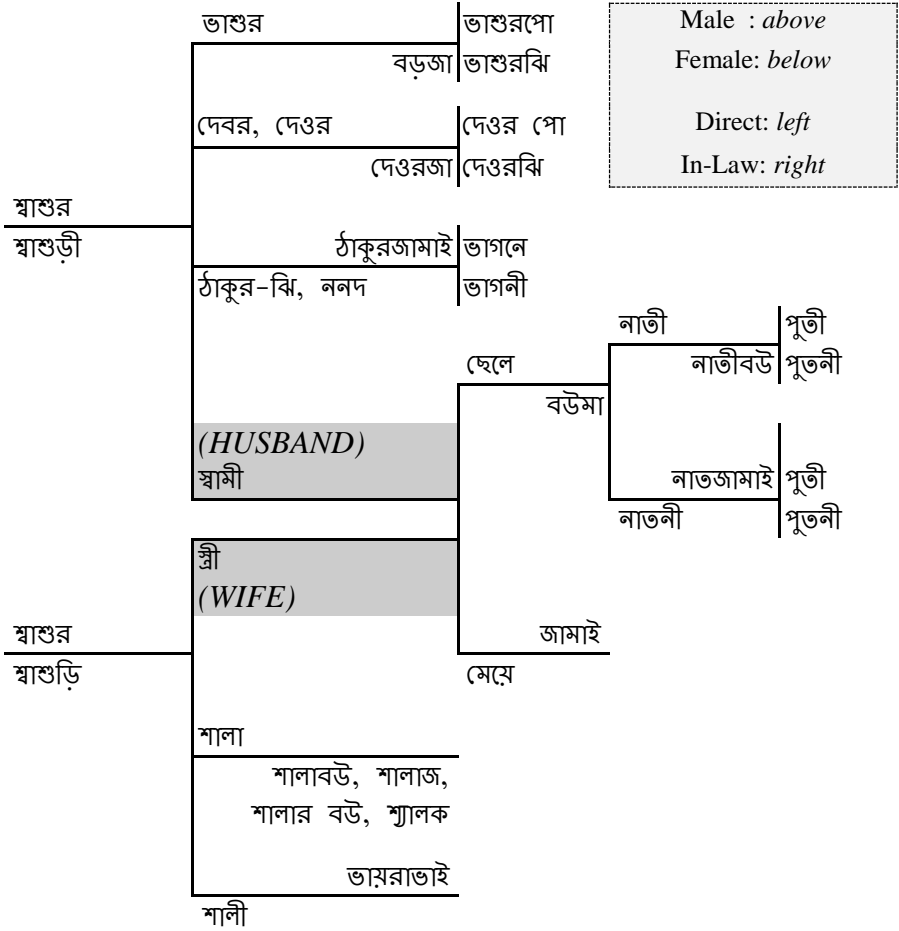 ভাশুর
ভাশুরপো
বড়জা
ভাশুরঝি
Male : above
Female: below
Direct: left
In-Law: right
দেবর, দেওর
দেওর পো
দেওরজা
দেওরঝি
শ্বাশুর
শ্বাশুড়ী
ঠাকুরজামাই
ভাগনে
ঠাকুর-ঝি, ননদ
ভাগনী
নাতী
পুতী
নাতীবউ
পুতনী
ছেলে
বউমা
(HUSBAND)
স্বামী
নাতজামাই
পুতী
নাতনী
পুতনী
স্ত্রী
(WIFE)
শ্বাশুর
শ্বাশুড়ি
জামাই
মেয়ে
শালা
শালাবউ, শালাজ,
শালার বউ, শ্যালক
ভায়রাভাই
শালী